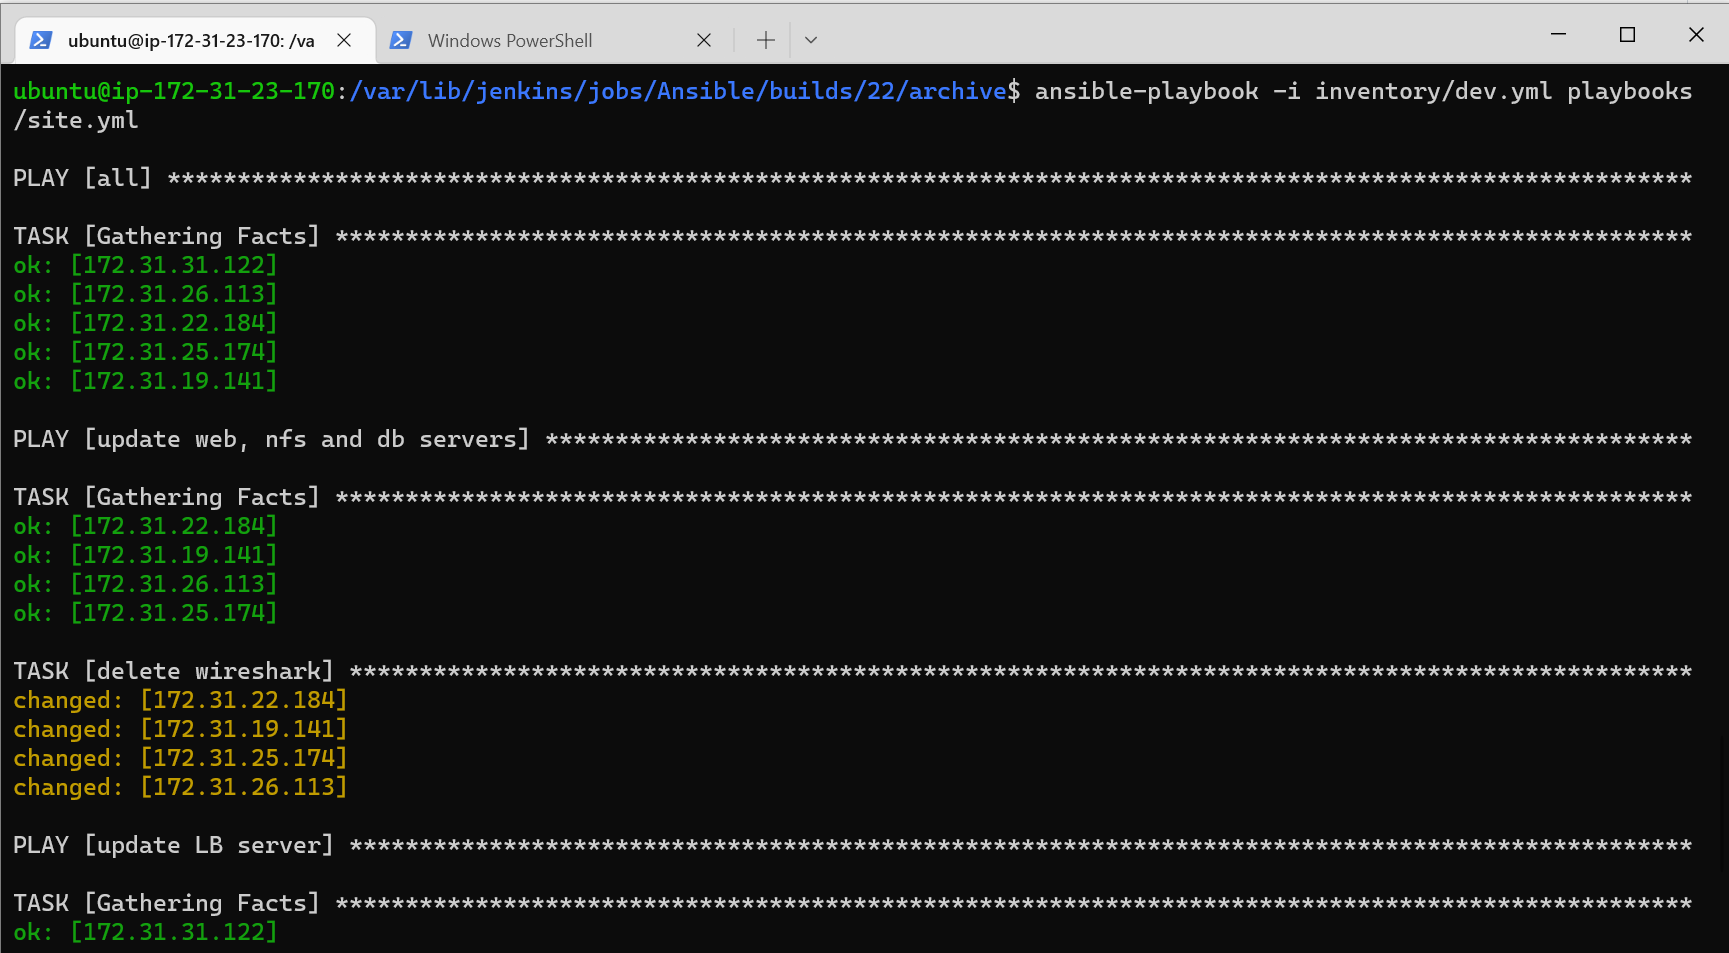 ubuntu@ip-172-31-23-170: /va
Windows PowerShell
ubuntu@ip-172-31-23-170:/var/lib/jenkins/jobs/Ansible/builds/22/archive$ ansible-playbook -i inventory/dev.yml playbooks
/site.yml
PLAY [all] *************************************************************************************************************
TASK [Gathering Facts] *************************************************************************************************
ok: [172.31.31.122]
ok: [172.31.26.113]
ok: [172.31.22.184]
ok: [172.31.25.174]
ok: [172.31.19.141]
PLAY [update web, nfs and db servers] **********************************************************************************
TASK [Gathering Facts] *************************************************************************************************
ok: [172.31.22.184]
ok: [172.31.19.141]
ok: [172.31.26.113]
ok: [172.31.25.174]
TASK [delete wireshark] ************************************************************************************************
changed: [172.31.22.184]
changed: [172.31.19.141]
changed: [172.31.25.174]
changed: [172.31.26.113]
PLAY [update LB server] ************************************************************************************************
TASK [Gathering Facts] *************************************************************************************************
ok: [172.31.31.122]